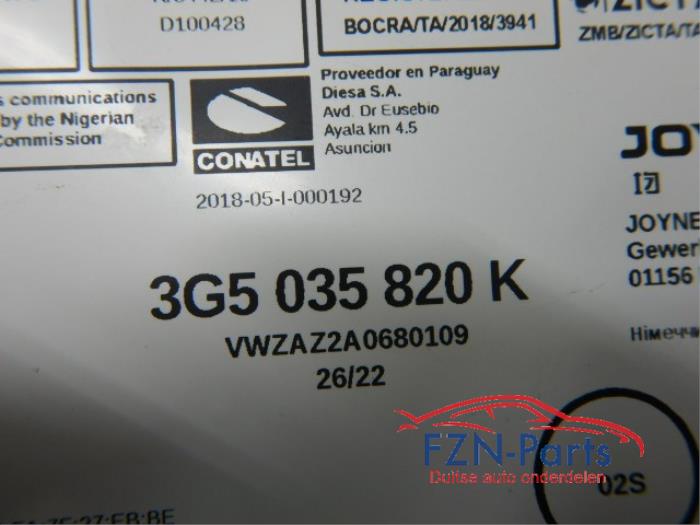 D100428
BOCRA/TA/2018/3941
ZMB/ZICTA/TA
Proveedor en Paraguay
Diesa S.A.
Avd. Dr Eusebio
Ayala km 4.5
Asuncion
communications
by the Nigerian
Commission
CONATEL
2018-05-I-000192
JOY
JOYNE
Gewer
01156
3G5 035 820 K
VWZAZ2A0680109
26/22
Німечч
FZN-Parts
Duitse auto onderdelen
02S